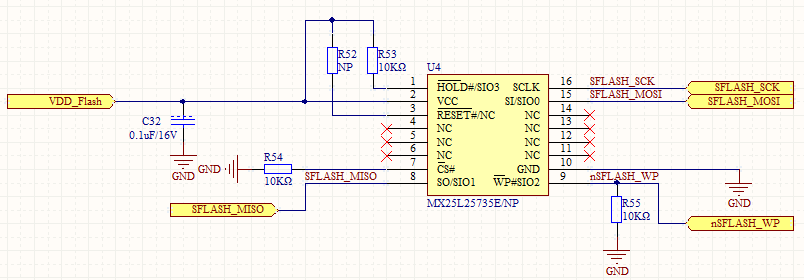 R52
NP
R53
10KΩ
U4
VDD_Flash
C32
0.1uF/16V
GND
1
HOLD#/SIO3
SCLK
16
SFLASH_SCK
SFLASH_SCK
2
VCC
SI/SIO0
15
SFLASH_MOSI
SFLASH_MOSI
3
RESET#/NC
NC
14
4
NC
NC
13
5
NC
NC
12
6
NC
NC
11
GND
R54
10KΩ
7
CS#
GND
10
GND
SFLASH_MISO
8
SO/SIO1
WP#SIO2
9
nSFLASH_WP
SFLASH_MISO
MX25L25735E/NP
R55
10KΩ
nSFLASH_WP
GND